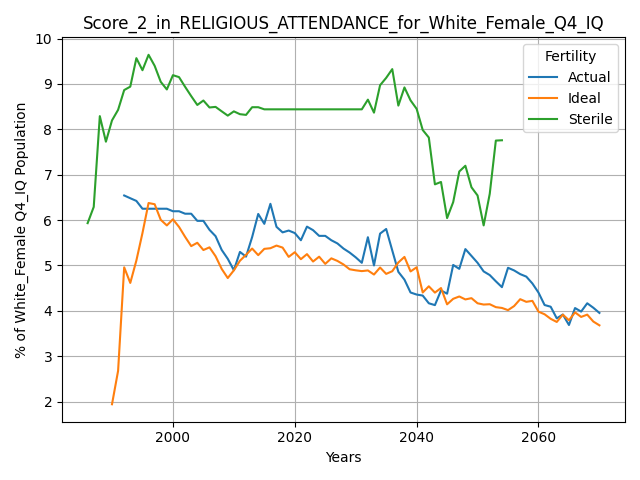 Score_2_in_RELIGIOUS_ATTENDANCE_for_White_Female_Q4_IQ
% of White_Female Q4_IQ Population
10
9
8
7
6
5
4
3
2
Fertility
Actual
Ideal
Sterile
2000 2020 2040 2060
Years